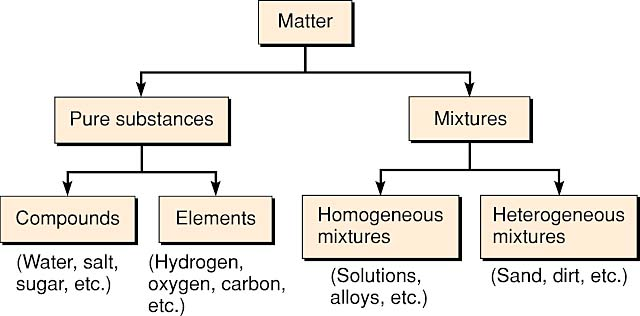 Matter
Pure substances
Mixtures
Compounds
Elements
Homogeneous
mixtures
Heterogeneous
mixtures
(Water, salt,
sugar, etc.)
(Hydrogen,
oxygen, carbon,
etc.)
(Solutions,
alloys, etc.)
(Sand, dirt, etc.)